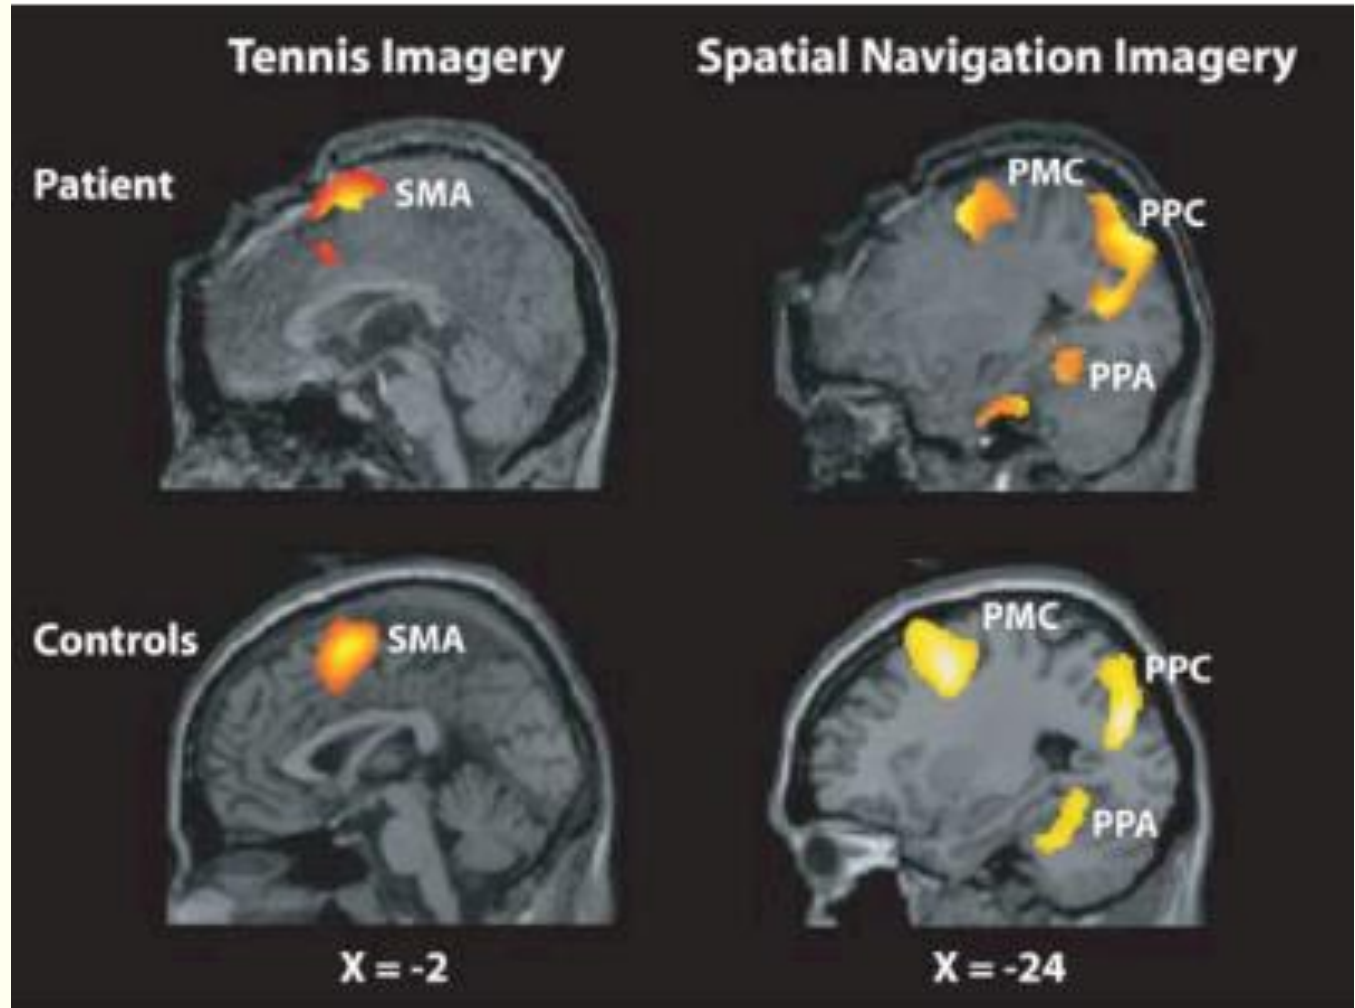 Tennis Imagery
Spatial Navigation Imagery
Patient
SMA
PMC
PPC
PPA
Controls
SMA
PMC
PPC
PPA
X = -2
X = -24